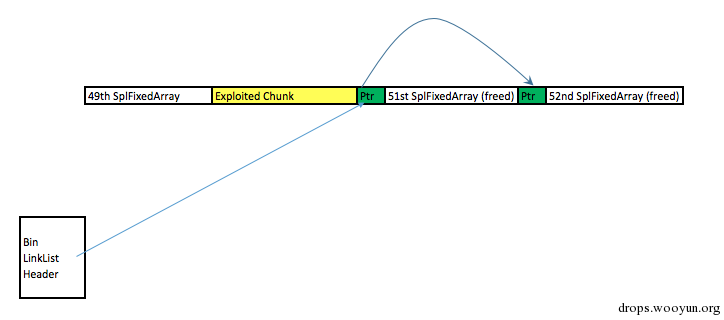 49th SplFixedArray
Exploited Chunk
Ptr
51st SplFixedArray (freed)
Ptr
52nd SplFixedArray (freed)
Bin
LinkList
Header
drops.wooyun.org